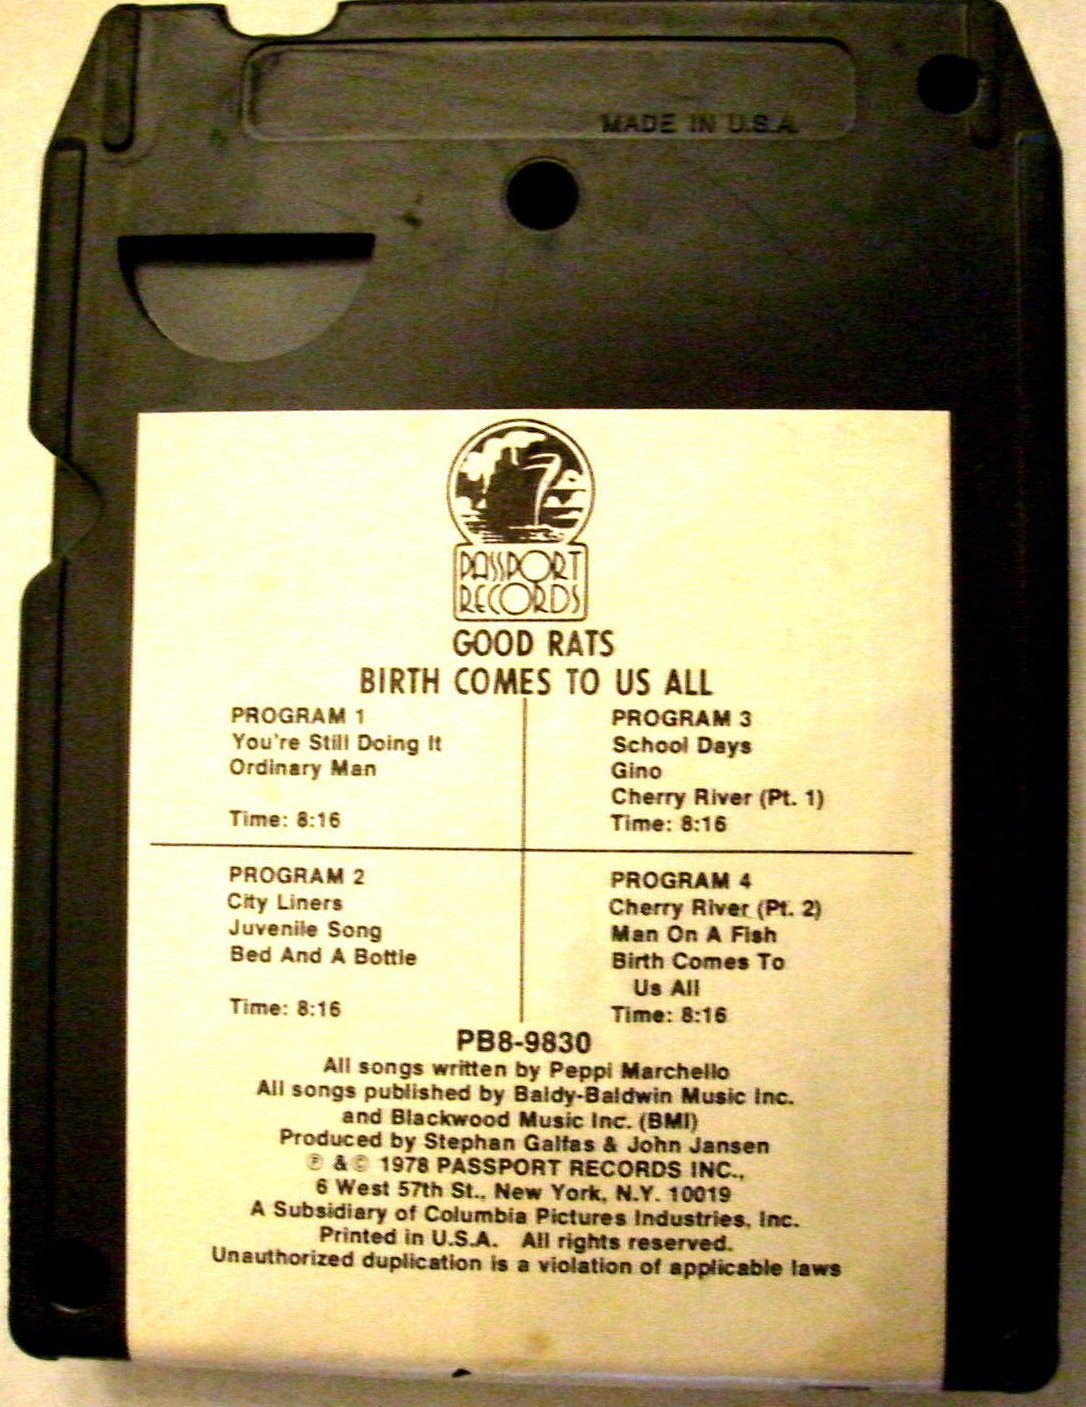 MADE IN U.S.A.
PASSPORT
RECORDS
GOOD RATS
BIRTH COMES TO US ALL
PROGRAM 1
You're Still Doing It
Ordinary Man
Time: 8:16
PROGRAM 2
City Liners
Juvenile Song
Bed And A Bottle
Time: 8:16
PROGRAM 3
School Days
Gino
Cherry River (Pt. 1)
Time: 8:16
PROGRAM 4
Cherry River (Pt. 2)
Man On A Fish
Birth Comes To
Us All
Time: 8:16
PB8-9830
All songs written by Peppi Marchello
All songs published by Baldy-Baldwin Music Inc.
and Blackwood Music Inc. (BMI)
Produced by Stephan Galfas & John Jansen
℗ & © 1978 PASSPORT RECORDS INC.,
6 West 57th St., New York, N.Y. 10019
A Subsidiary of Columbia Pictures Industries, Inc.
Printed in U.S.A. All rights reserved.
Unauthorized duplication is a violation of applicable laws